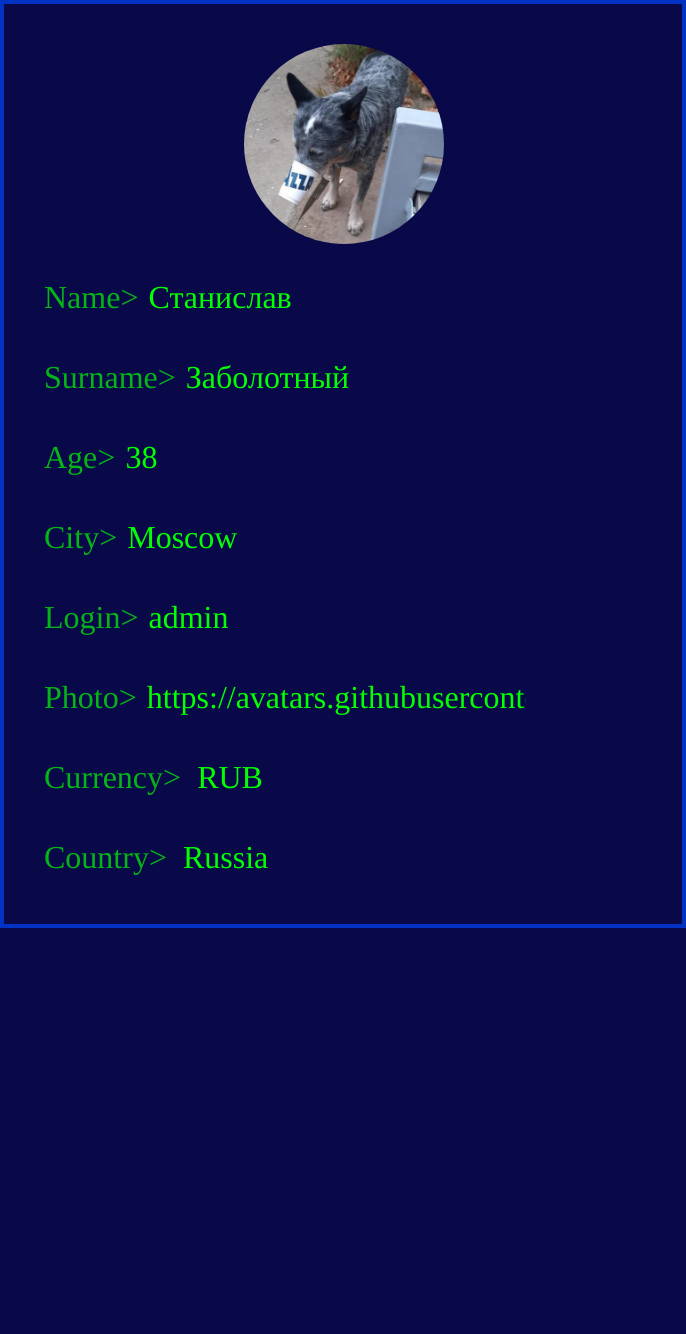 Name> Станислав
Surname> Заболотный
Age> 38
City> Moscow
Login> admin
Photo> https://avatars.githubusercont
Currency> RUB
Country> Russia